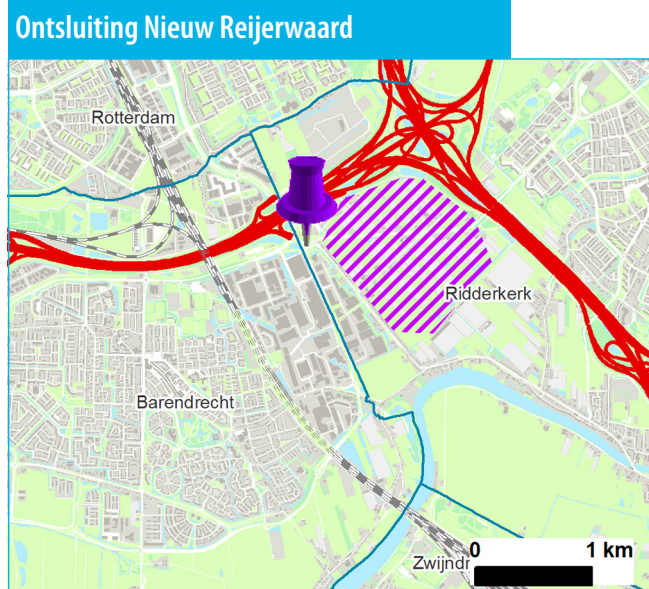 Ontsluiting Nieuw Reijerwaard
Rotterdam
Ridderkerk
Barendrecht
Zwijndr
0 1 km